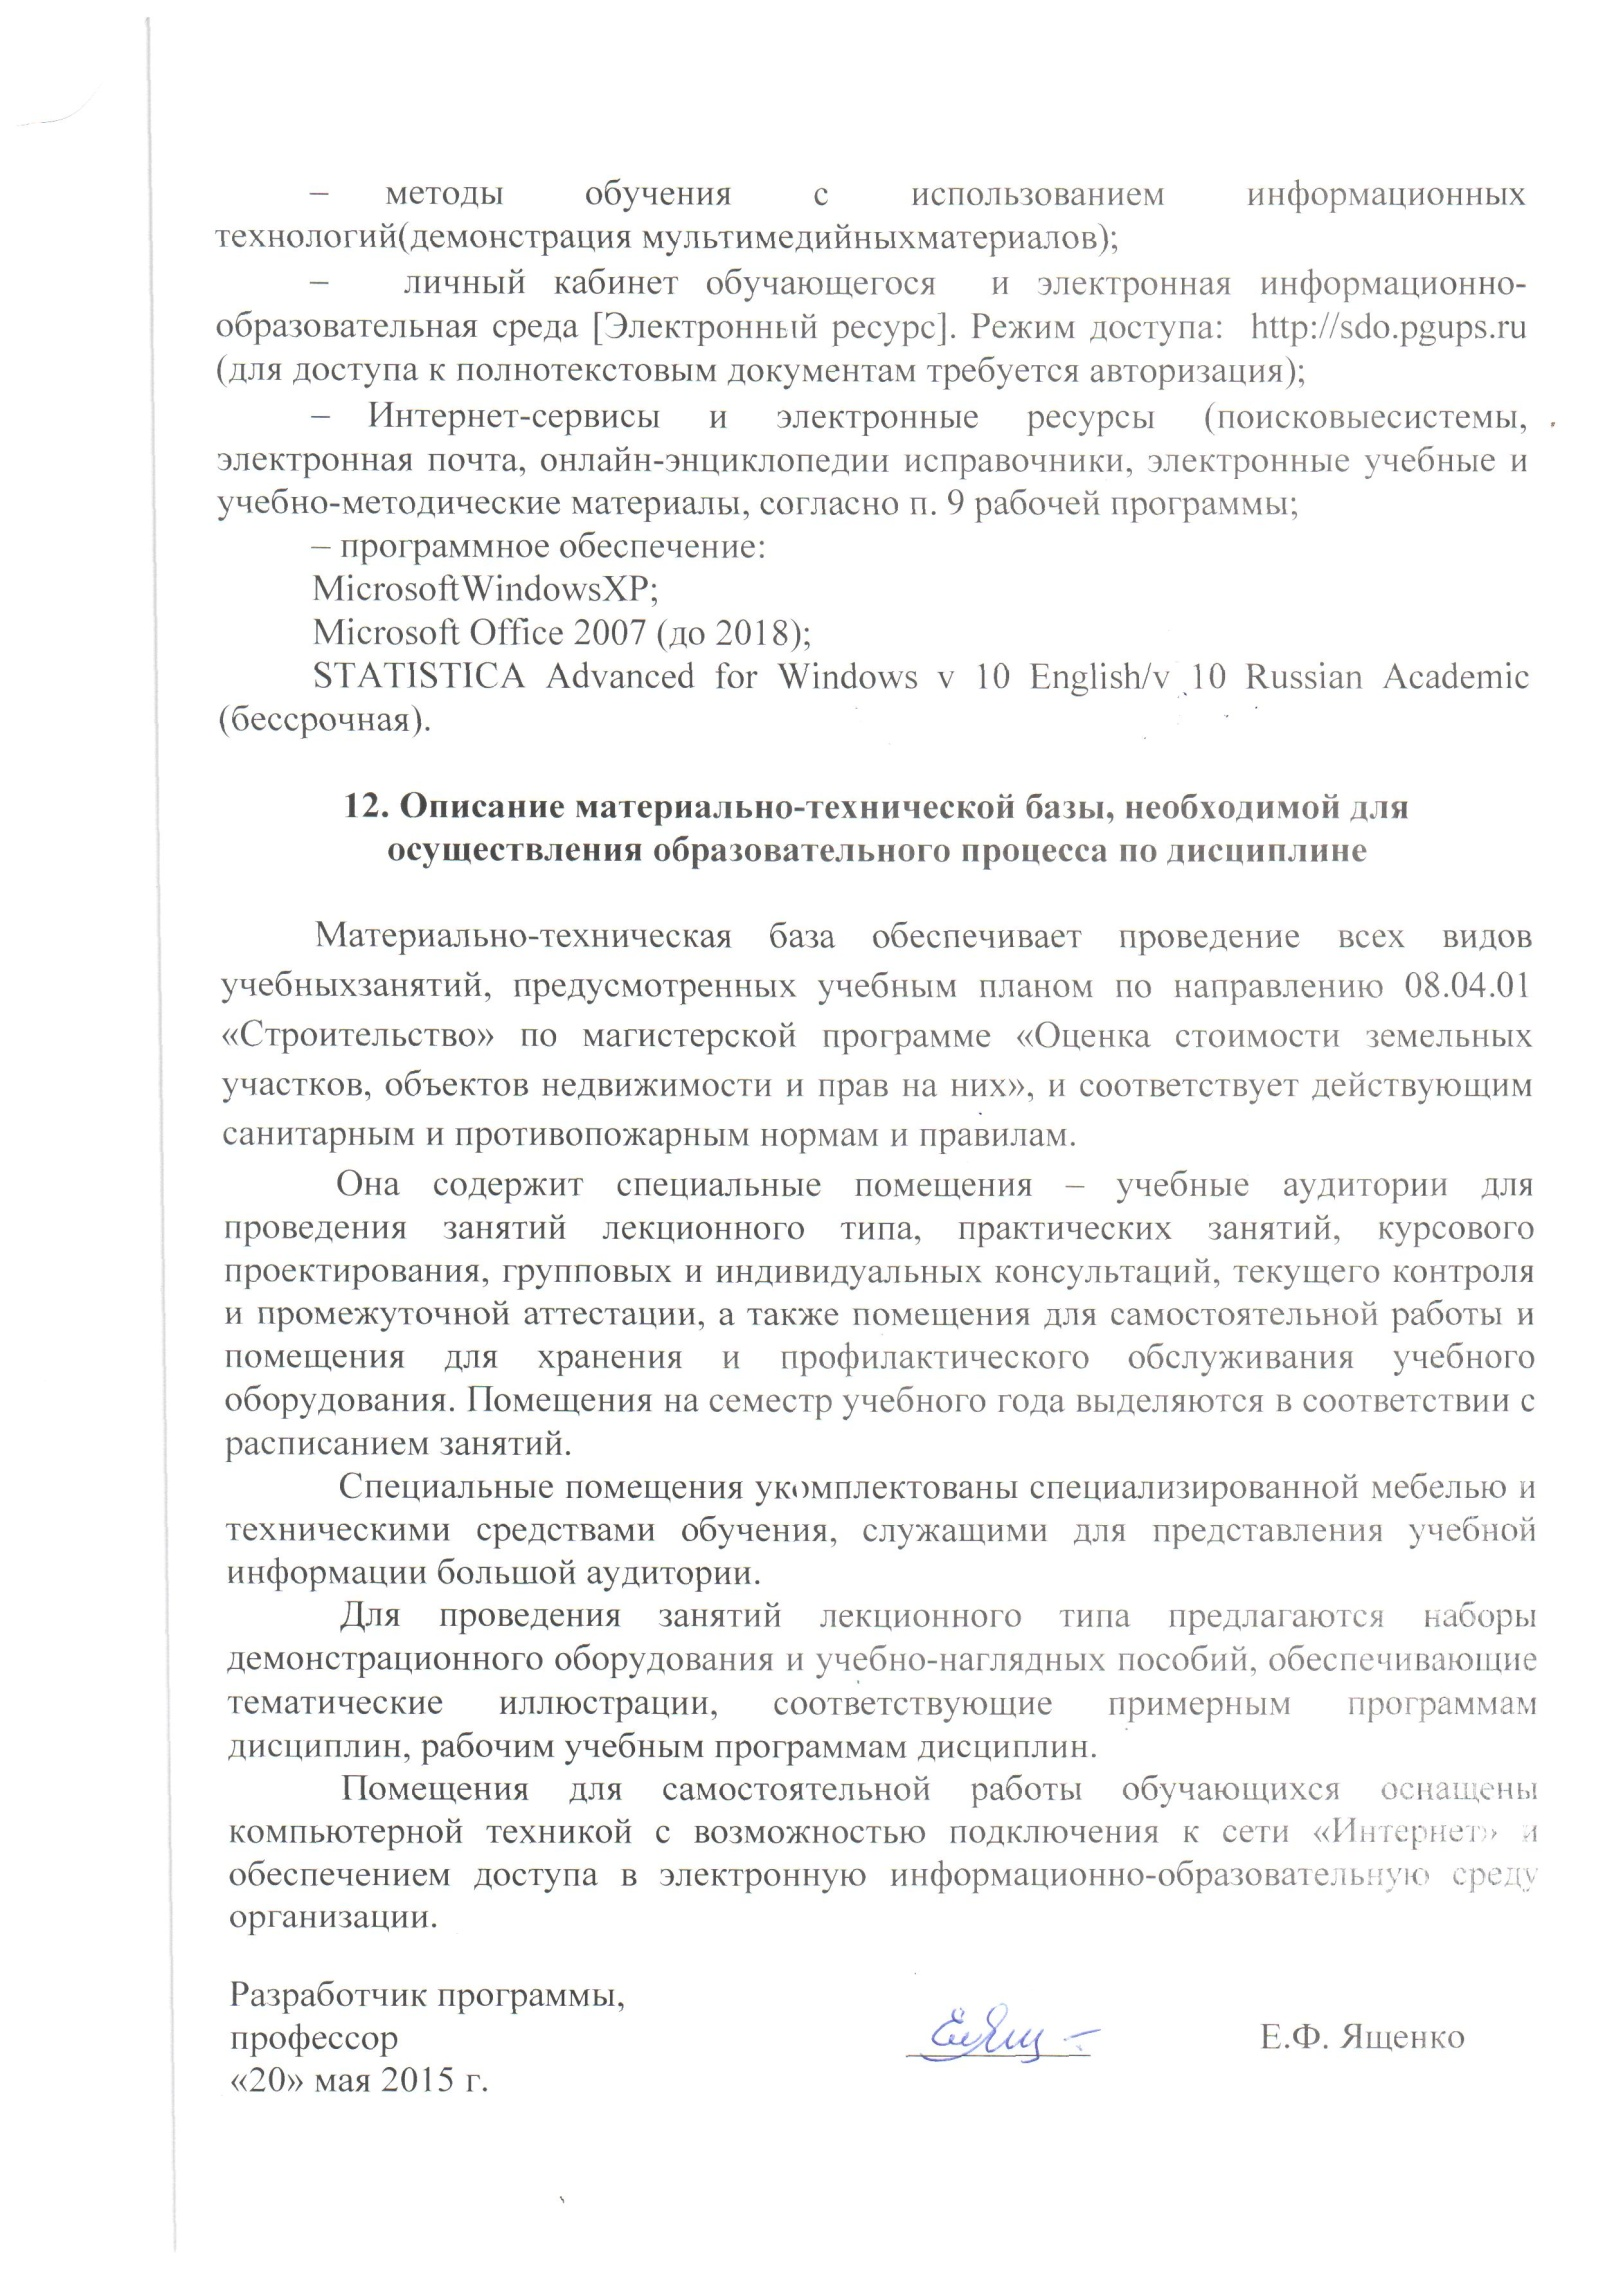 – методы обучения с использованием информационных
технологий(демонстрация мультимедийныхматериалов);
– личный кабинет обучающегося и электронная информационно-
образовательная среда [Электронный ресурс]. Режим доступа: http://sdo.pgups.ru
(для доступа к полнотекстовым документам требуется авторизация);
– Интернет-сервисы и электронные ресурсы (поисковыесистемы,
электронная почта, онлайн-энциклопедии исправочники, электронные учебные и
учебно-методические материалы, согласно п. 9 рабочей программы;
– программное обеспечение:
MicrosoftWindowsXP;
Microsoft Office 2007 (до 2018);
STATISTICA Advanced for Windows v 10 English/v 10 Russian Academic
(бессрочная).
12. Описание материально-технической базы, необходимой для
осуществления образовательного процесса по дисциплине
Материально-техническая база обеспечивает проведение всех видов
учебныхзанятий, предусмотренных учебным планом по направлению 08.04.01
«Строительство» по магистерской программе «Оценка стоимости земельных
участков, объектов недвижимости и прав на них», и соответствует действующим
санитарным и противопожарным нормам и правилам.
Она содержит специальные помещения – учебные аудитории для
проведения занятий лекционного типа, практических занятий, курсового
проектирования, групповых и индивидуальных консультаций, текущего контроля
и промежуточной аттестации, а также помещения для самостоятельной работы и
помещения для хранения и профилактического обслуживания учебного
оборудования. Помещения на семестр учебного года выделяются в соответствии с
расписанием занятий.
Специальные помещения укомплектованы специализированной мебелью и
техническими средствами обучения, служащими для представления учебной
информации большой аудитории.
Для проведения занятий лекционного типа предлагаются наборы
демонстрационного оборудования и учебно-наглядных пособий, обеспечивающие
тематические иллюстрации, соответствующие примерным программам
дисциплин, рабочим учебным программам дисциплин.
Помещения для самостоятельной работы обучающихся оснащены
компьютерной техникой с возможностью подключения к сети «Интернет» и
обеспечением доступа в электронную информационно-образовательную среду
организации.
Разработчик программы,
профессор Е.Ф. Ященко
«20» мая 2015 г.